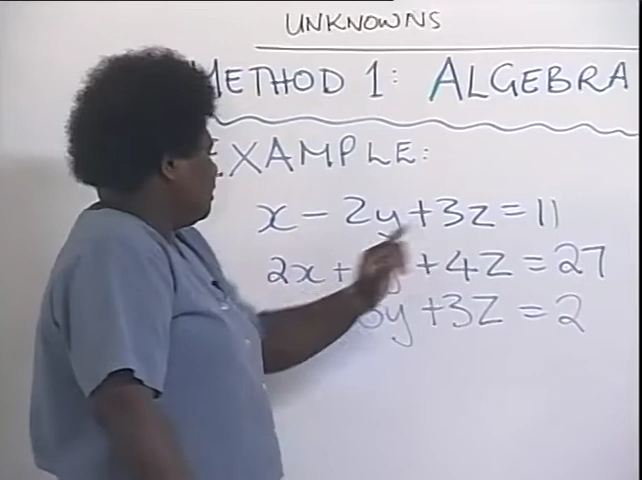 UNKNOWNS
METHOD 1: ALGEBRA
EXAMPLE:
x - 2y + 3z = 11
2x + y + 4z = 27
y + 3z = 2